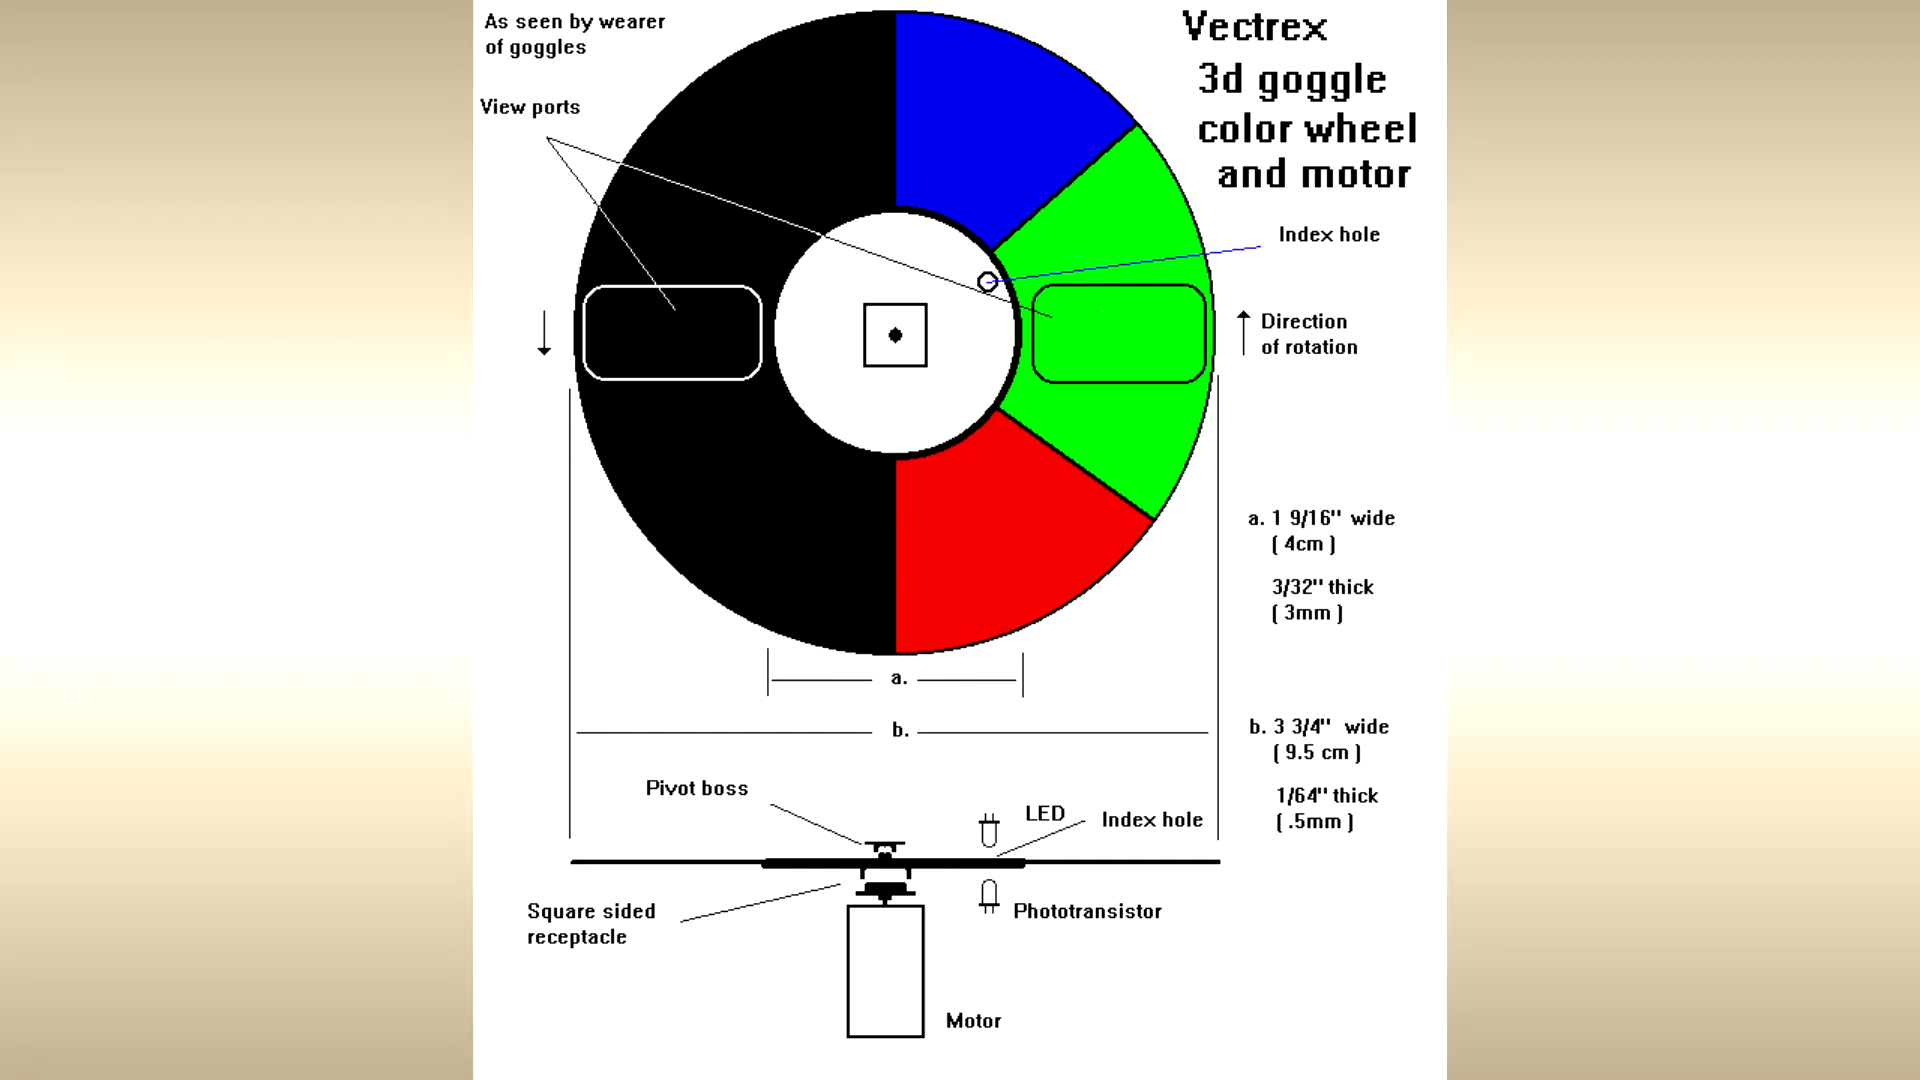 As seen by wearer
of goggles
View ports
Vectrex
3d goggle
color wheel
and motor
Index hole
Direction
of rotation
a. 1 9/16" wide
( 4cm )
3/32" thick
( 3mm )
a.
b.
b. 3 3/4" wide
( 9.5 cm )
1/64" thick
( .5mm )
Pivot boss
LED
Index hole
Square sided
receptacle
Phototransistor
Motor